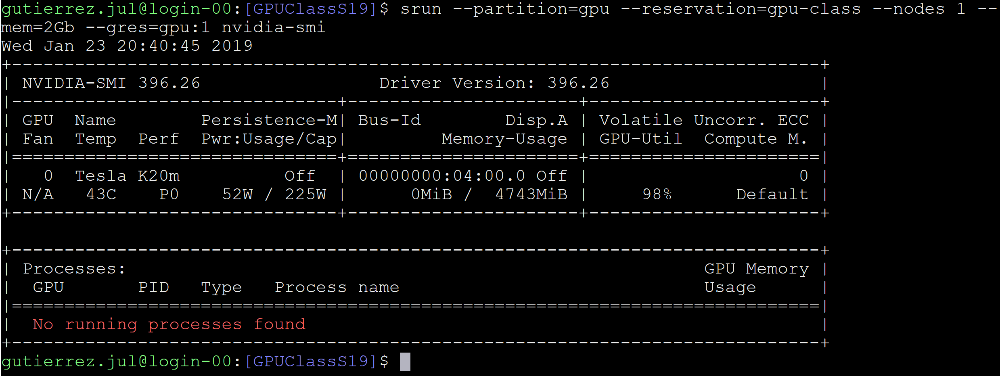 gutierrez.jul@login-00:[GPUClassS19]$ srun --partition=gpu --reservation=gpu-class --nodes 1 --
mem=2Gb --gres=gpu:1 nvidia-smi
Wed Jan 23 20:40:45 2019
+-----------------------------------------------------------------------------+
| NVIDIA-SMI 396.26                 Driver Version: 396.26                    |
|-------------------------------+----------------------+----------------------+
| GPU  Name        Persistence-M| Bus-Id        Disp.A | Volatile Uncorr. ECC |
| Fan  Temp  Perf  Pwr:Usage/Cap|         Memory-Usage | GPU-Util  Compute M. |
|===============================+======================+======================|
|   0  Tesla K20m          Off  | 00000000:04:00.0 Off |                    0 |
| N/A   43C    P0    52W / 225W |      0MiB /  4743MiB |     98%      Default |
+-------------------------------+----------------------+----------------------+

+-----------------------------------------------------------------------------+
| Processes:                                                       GPU Memory |
|  GPU       PID   Type   Process name                             Usage      |
|=============================================================================|
|  No running processes found                                                 |
+-----------------------------------------------------------------------------+
gutierrez.jul@login-00:[GPUClassS19]$